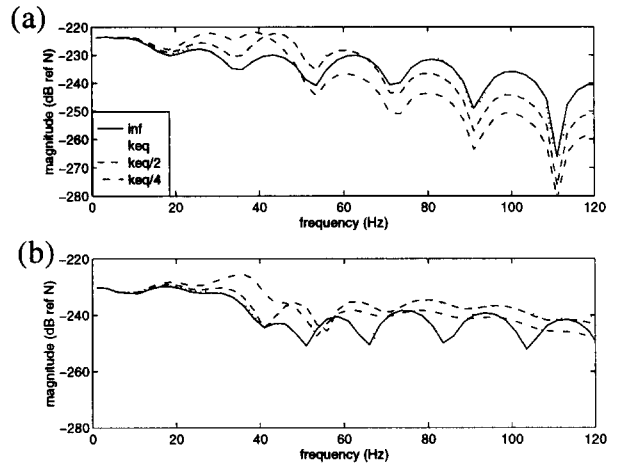 (a)
-220
-230
-240
-250
-260
-270
-280
magnitude (dB ref N)
inf
keq
keq/2
keq/4
0
20
40
60
80
100
120
frequency (Hz)
(b)
-220
-240
-260
-280
magnitude (dB ref N)
0
20
40
60
80
100
120
frequency (Hz)